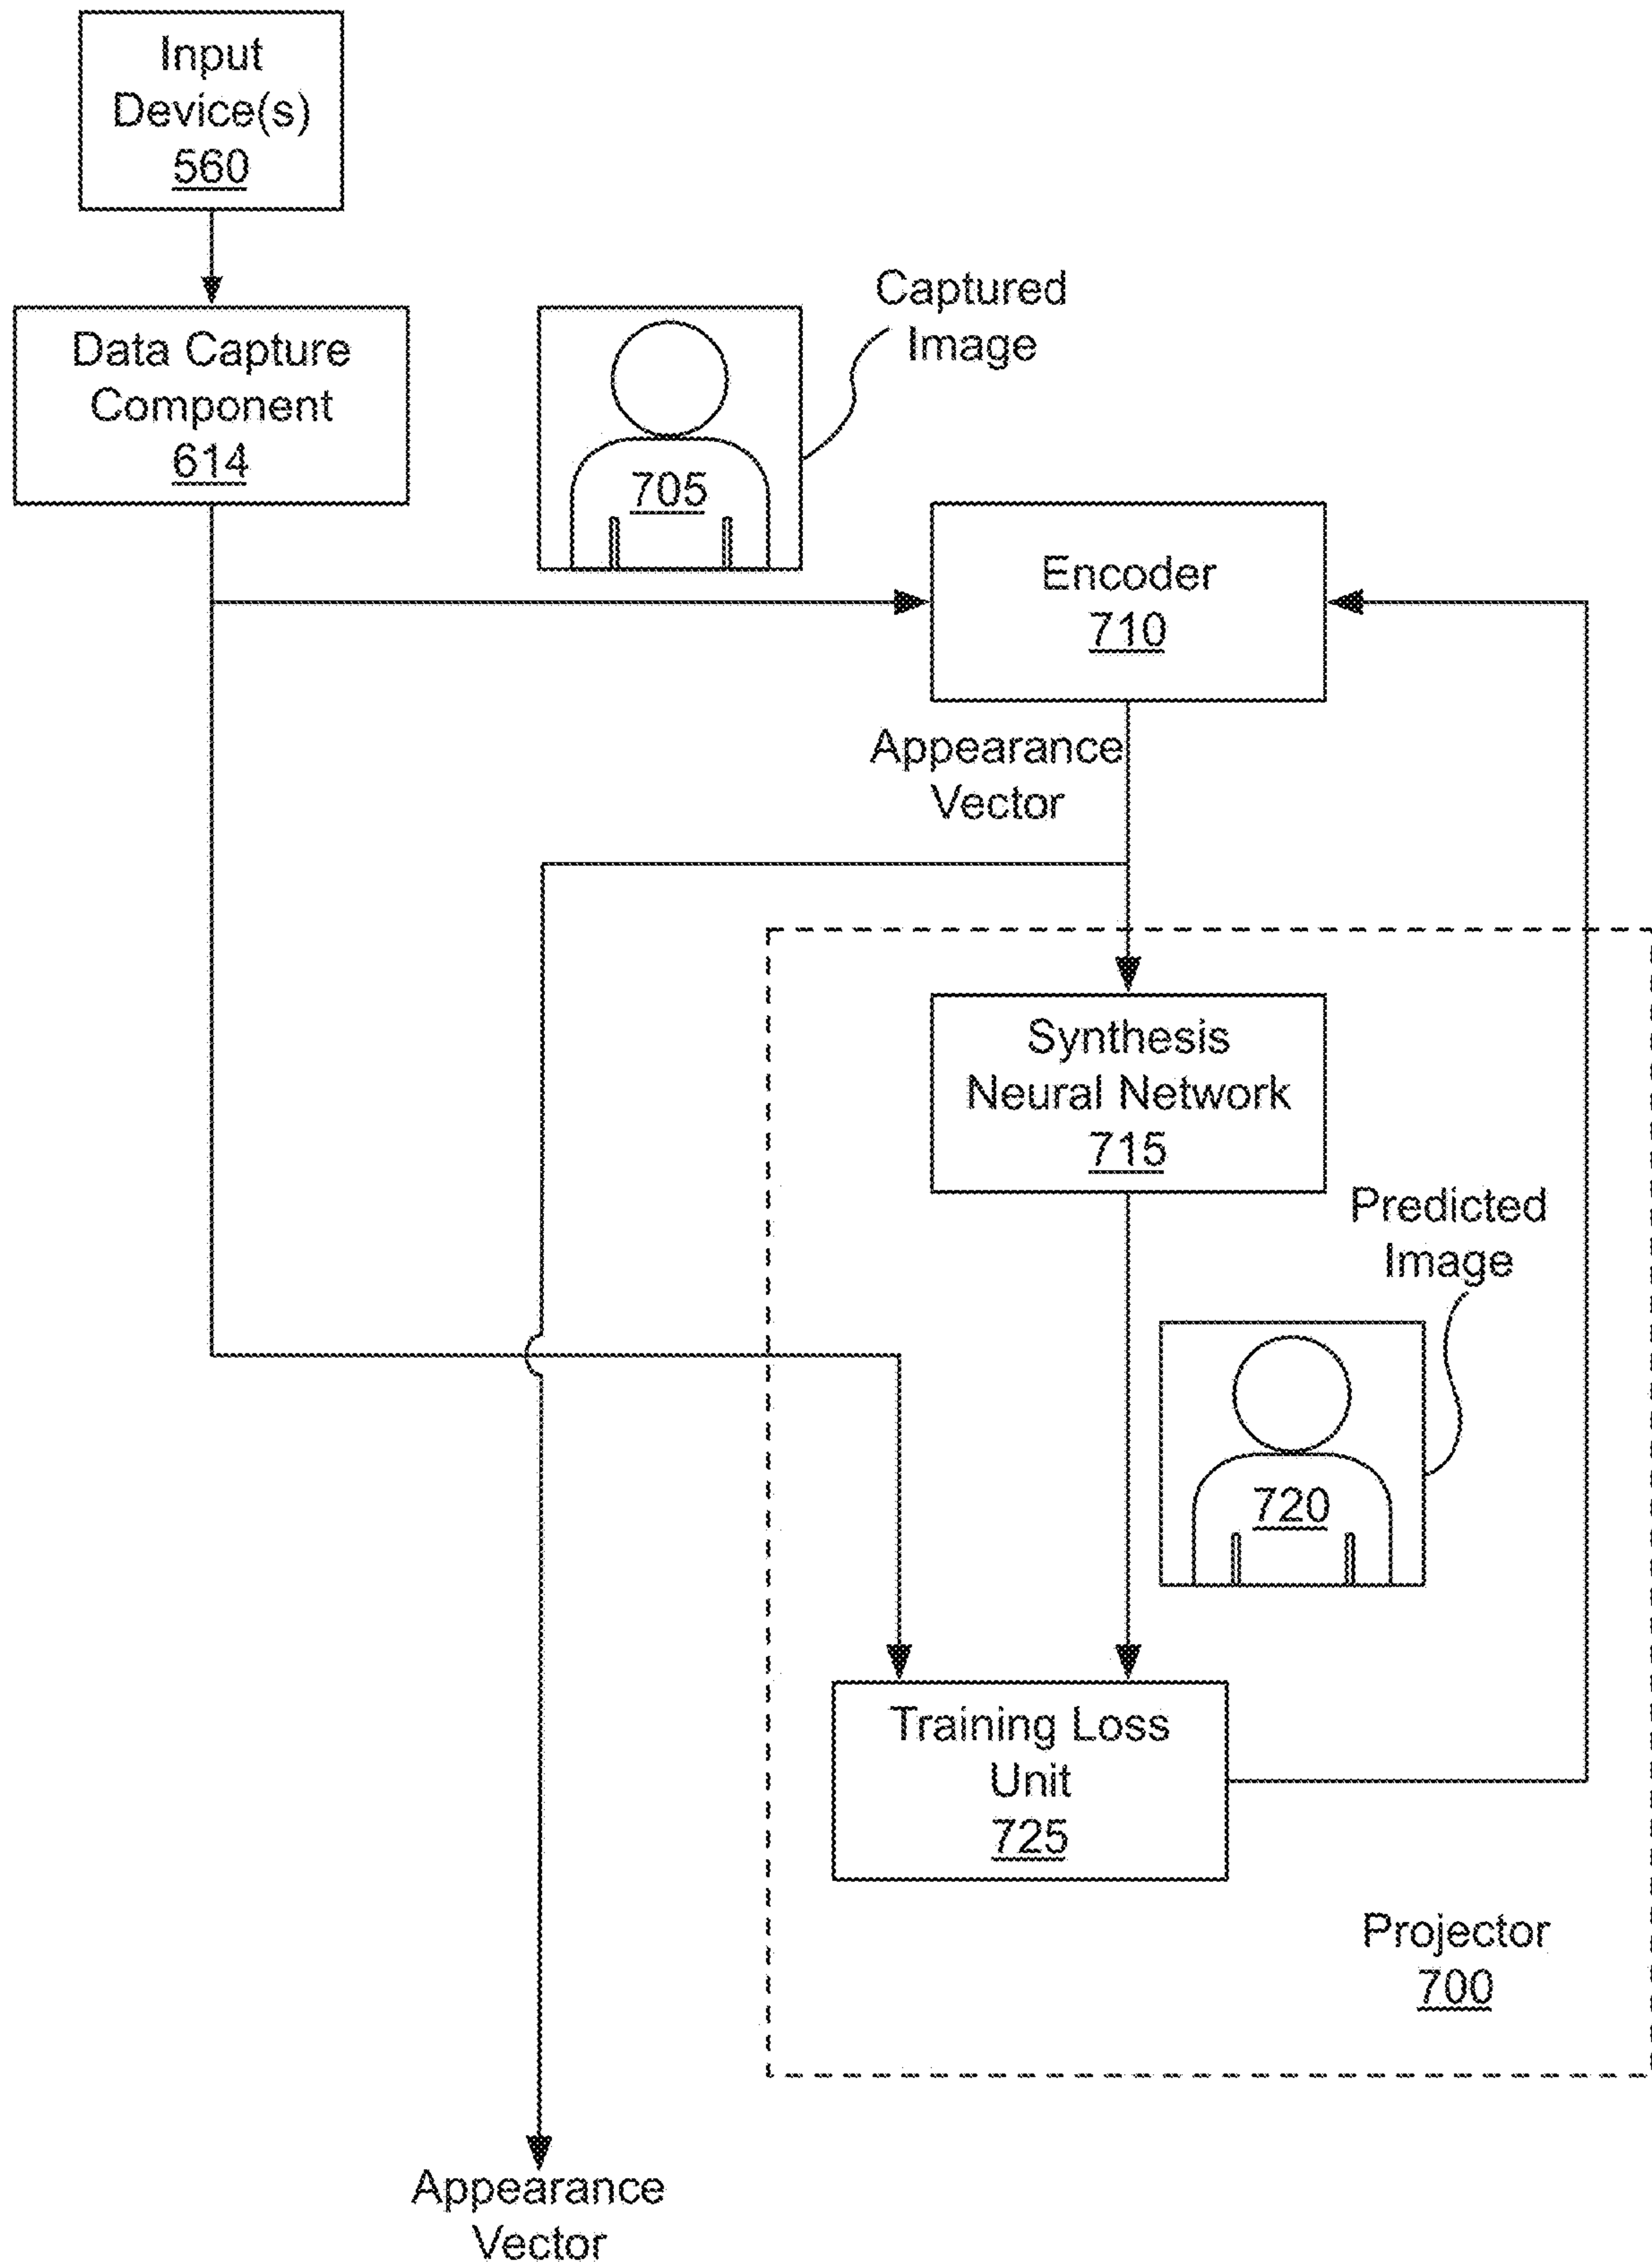 Input
Device(s)
560
Data Capture
Component
614
Captured
Image
705
Encoder
710
Appearance
Vector
Synthesis
Neural Network
715
Predicted
Image
720
Training Loss
Unit
725
Projector
700
Appearance
Vector